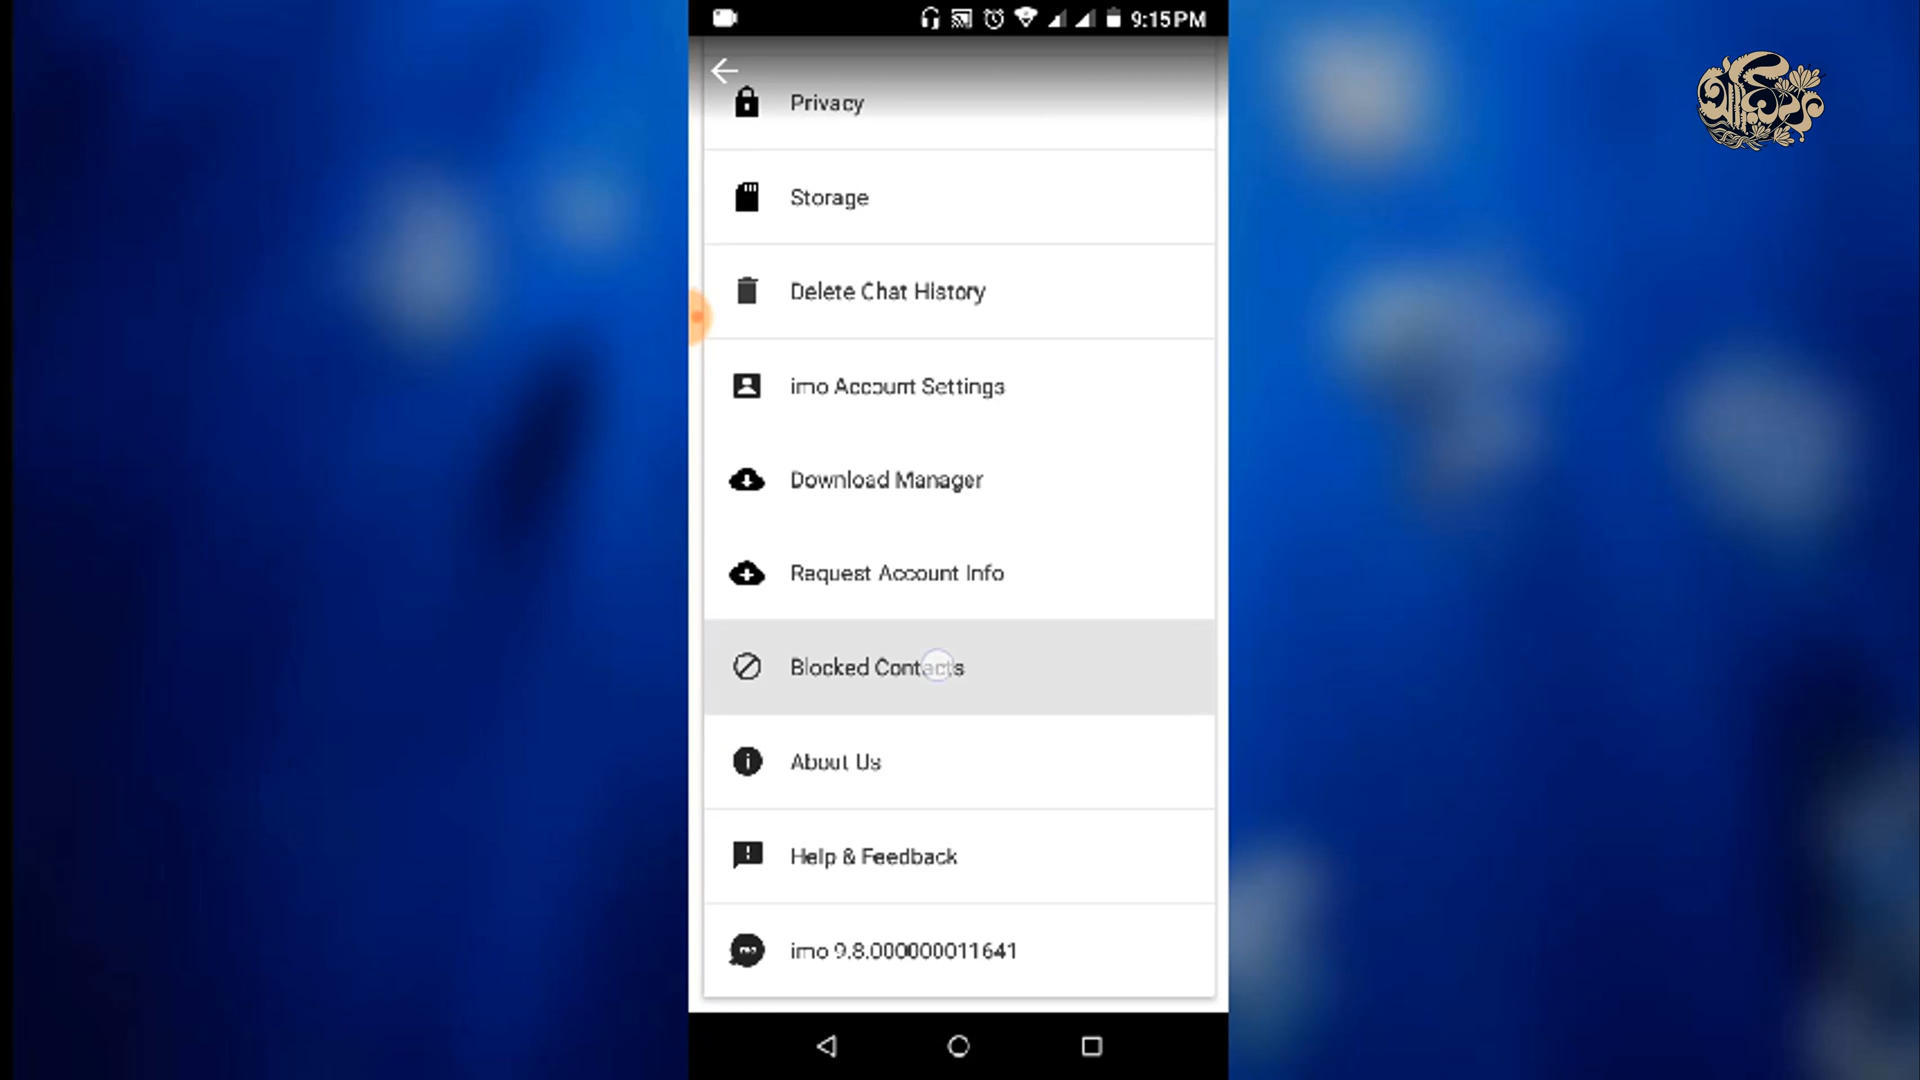 9:15PM
Privacy
Storage
Delete Chat History
imo Account Settings
Download Manager
Request Account Info
Blocked Contacts
About Us
Help & Feedback
imo 9.8.000000011641